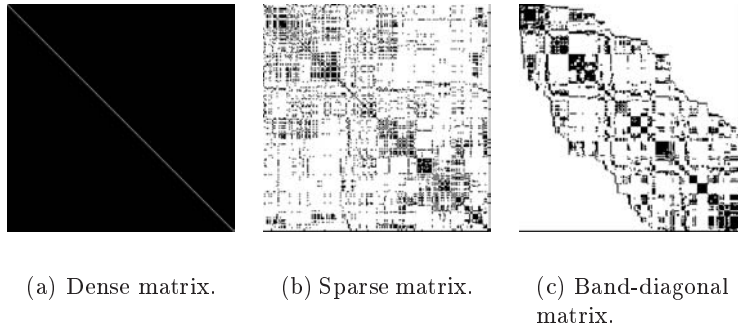 (a) Dense matrix.
(b) Sparse matrix.
(c) Band-diagonal
matrix.